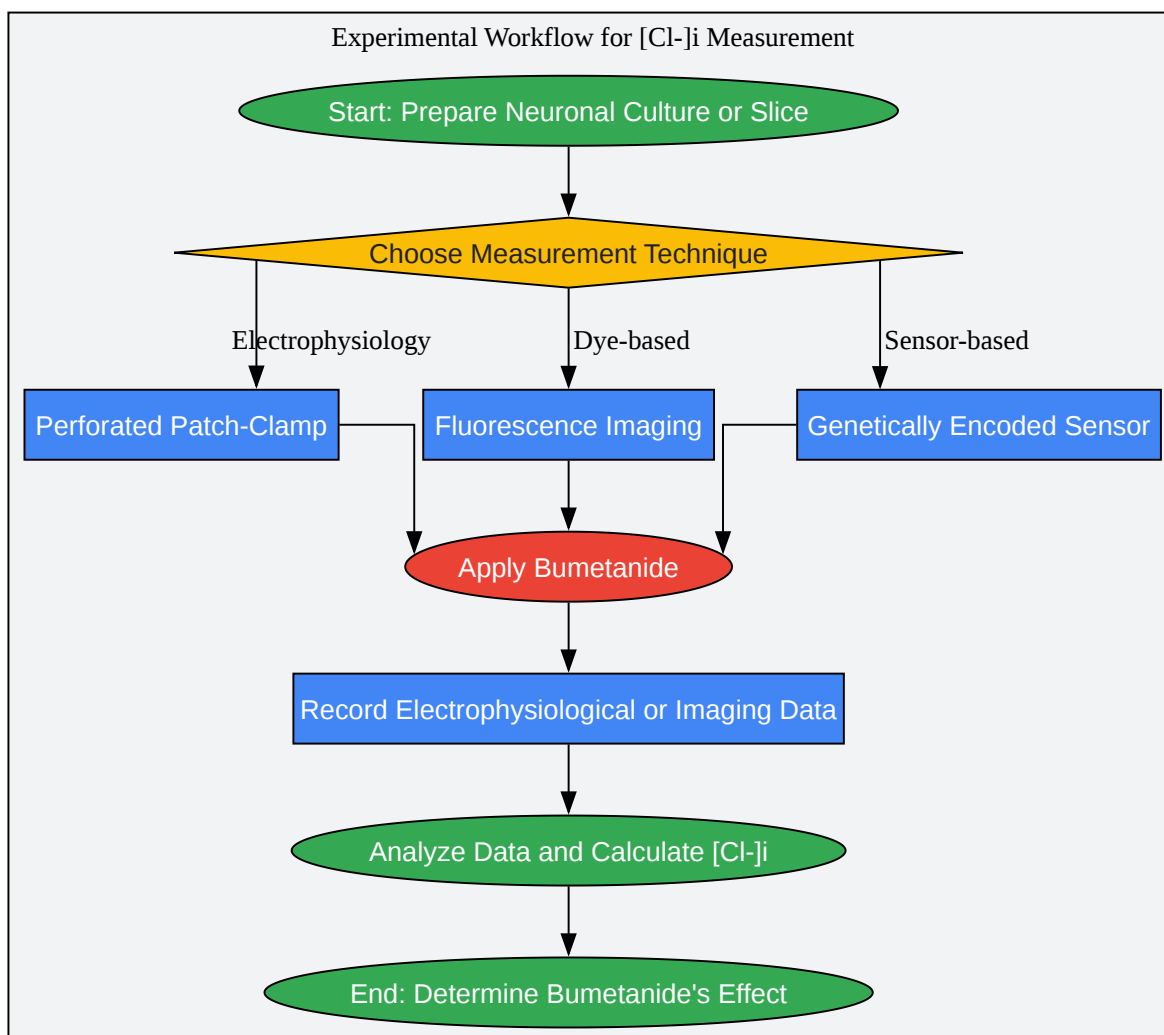 Experimental Workflow for [Cl-]i Measurement
Start: Prepare Neuronal Culture or Slice
Choose Measurement Technique
Electrophysiology
Dye-based
Sensor-based
Perforated Patch-Clamp
Fluorescence Imaging
Genetically Encoded Sensor
Apply Bumetanide
Record Electrophysiological or Imaging Data
Analyze Data and Calculate [Cl-]i
End: Determine Bumetanide's Effect